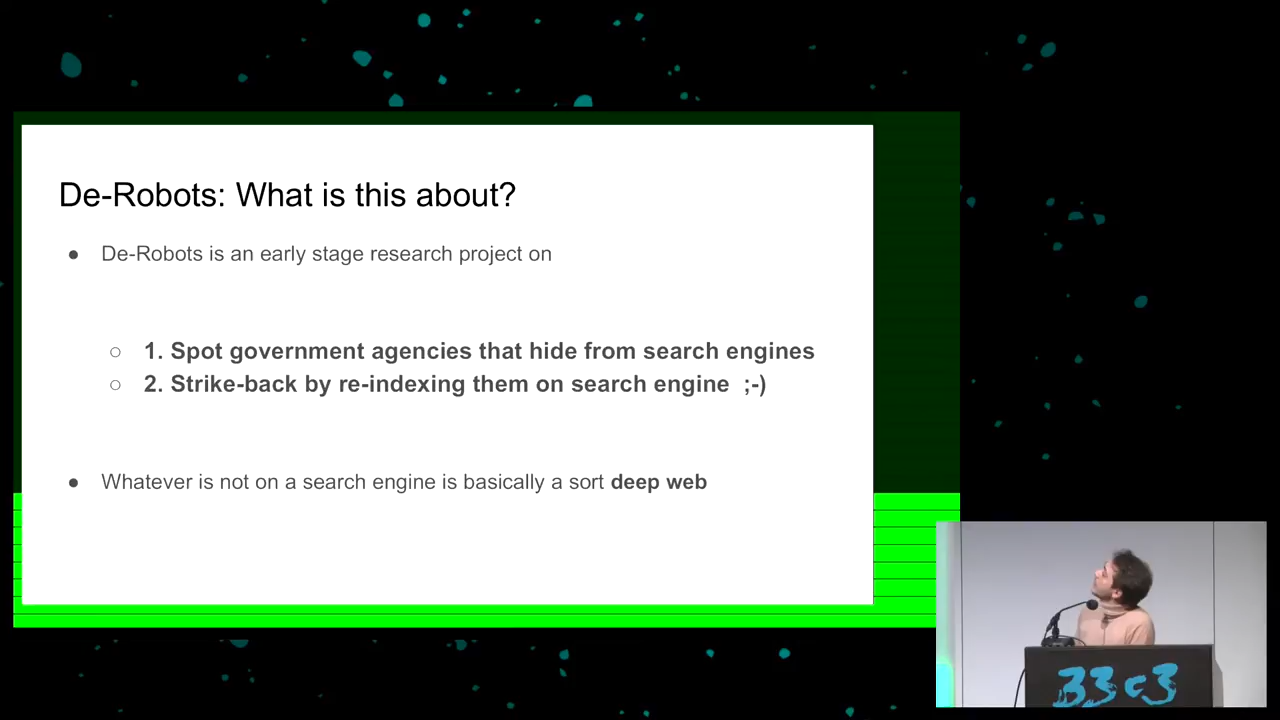 De-Robots: What is this about?
● De-Robots is an early stage research project on
○ 1. Spot government agencies that hide from search engines
○ 2. Strike-back by re-indexing them on search engine ;-)
● Whatever is not on a search engine is basically a sort deep web
33c3